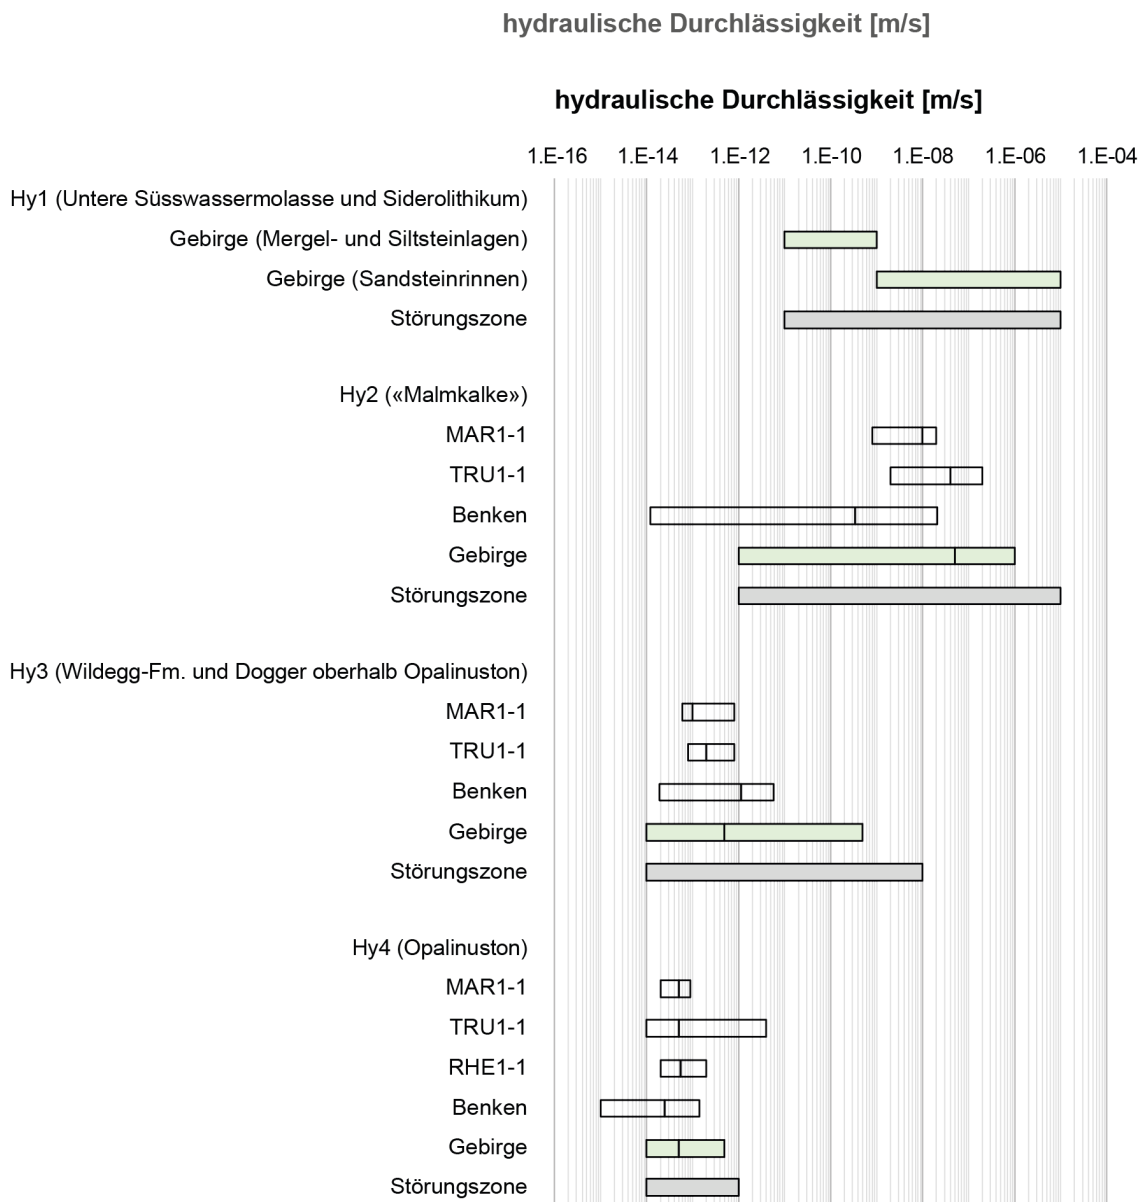 hydraulische Durchlässigkeit [m/s]
hydraulische Durchlässigkeit [m/s]
1.E-16 1.E-14 1.E-12 1.E-10 1.E-08 1.E-06 1.E-04
Hy1 (Untere Süsswassermolasse und Siderolithikum)
Gebirge (Mergel- und Siltsteinlagen)
Gebirge (Sandsteinrinnen)
Störungszone
Hy2 («Malmkalke»)
MAR1-1
TRU1-1
Benken
Gebirge
Störungszone
Hy3 (Wildegg-Fm. und Dogger oberhalb Opalinuston)
MAR1-1
TRU1-1
Benken
Gebirge
Störungszone
Hy4 (Opalinuston)
MAR1-1
TRU1-1
RHE1-1
Benken
Gebirge
Störungszone